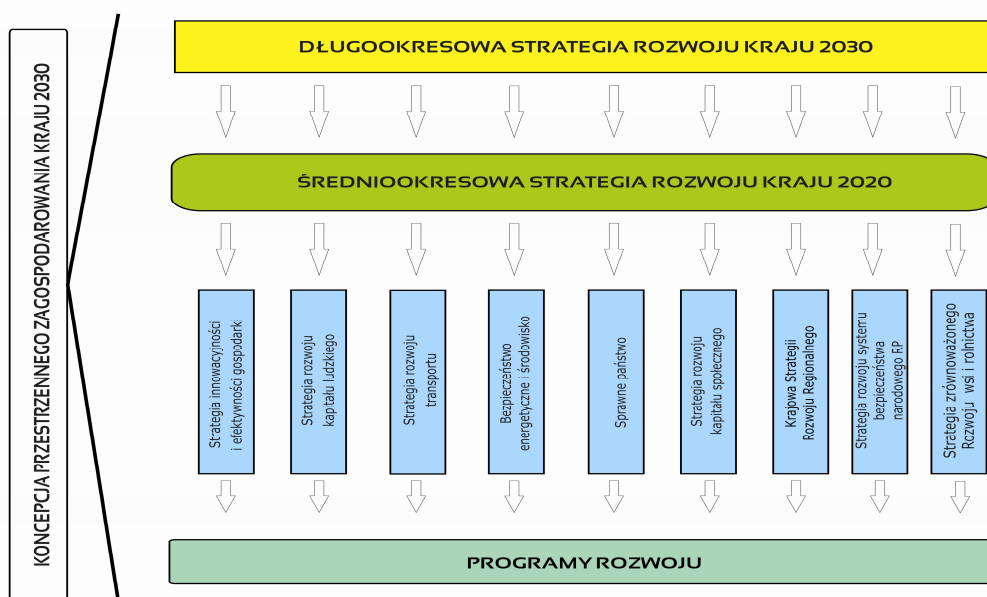 KONCEPCJA PRZESTRZENNEGO ZAGOSPODAROWANIA KRAJU 2030
DŁUGOOKRESOWA STRATEGIA ROZWOJU KRAJU 2030
ŚREDNIOOKRESOWA STRATEGIA ROZWOJU KRAJU 2020
Strategia innowacyjności
i efektywności gospodarki
Strategia rozwoju
kapitału ludzkiego
Strategia rozwoju
transportu
Bezpieczeństwo
energetyczne i środowisko
Sprawne państwo
Strategia rozwoju
kapitału społecznego
Krajowa Strategii
Rozwoju Regionalnego
Strategia rozwoju systemu
bezpieczeństwa
narodowego RP
Strategia zrównoważonego
Rozwoju wsi i rolnictwa
PROGRAMY ROZWOJU